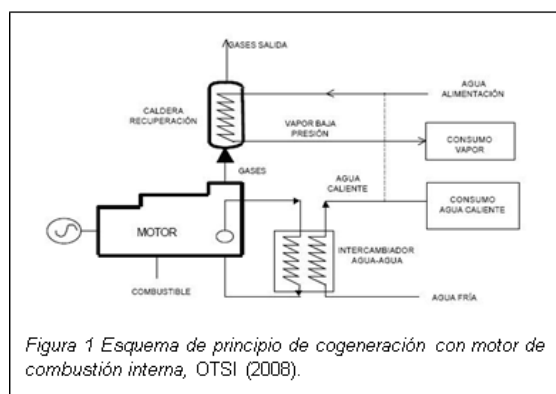 GASES SALIDA
CALDERA
RECUPERACIÓN
AGUA
ALIMENTACIÓN
VAPOR BAJA
PRESIÓN
CONSUMO
VAPOR
GASES
AGUA
CALIENTE
CONSUMO
AGUA CALIENTE
MOTOR
INTERCAMBIADOR
AGUA-AGUA
COMBUSTIBLE
AGUA FRÍA
Figura 1 Esquema de principio de cogeneración con motor de
combustión interna, OTSI (2008).